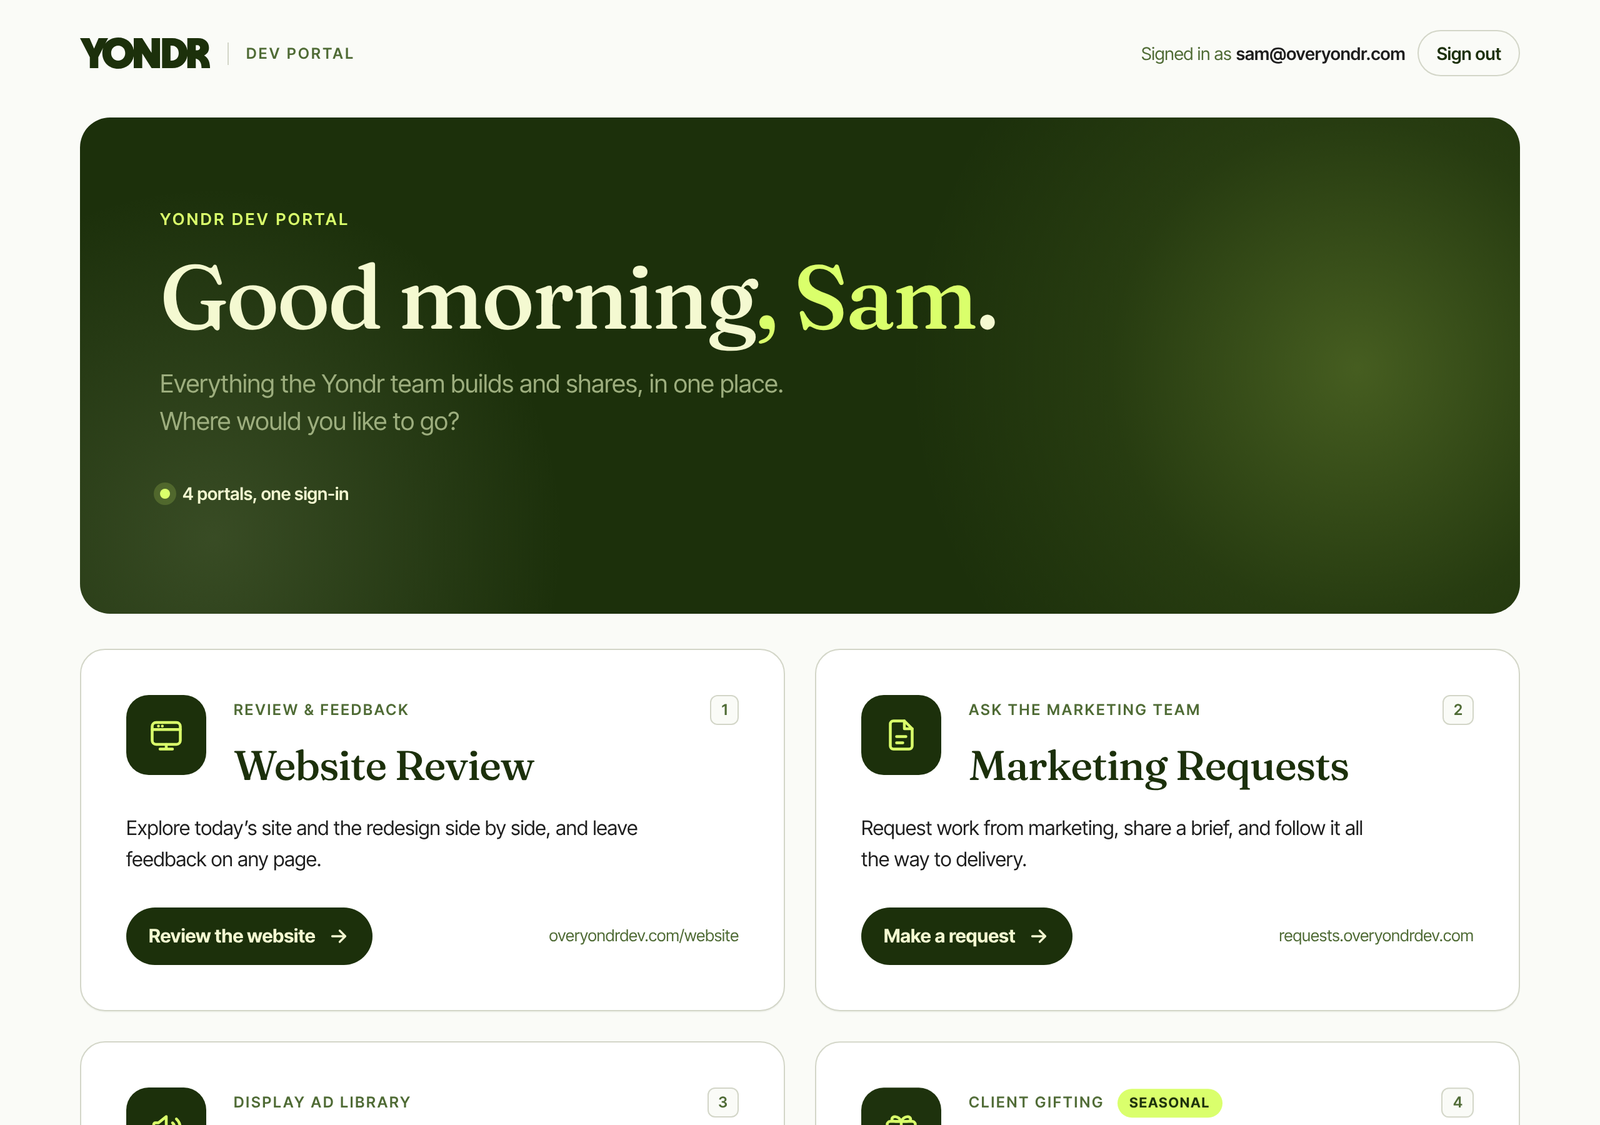 YONDR
DEV PORTAL
Signed in as sam@overyondr.com
Sign out
YONDR DEV PORTAL
Good morning, Sam.
Everything the Yondr team builds and shares, in one place.
Where would you like to go?
4 portals, one sign-in
REVIEW & FEEDBACK
1
Website Review
Explore today’s site and the redesign side by side, and leave
feedback on any page.
Review the website →
overyondrdev.com/website
ASK THE MARKETING TEAM
2
Marketing Requests
Request work from marketing, share a brief, and follow it all
the way to delivery.
Make a request →
requests.overyondrdev.com
DISPLAY AD LIBRARY
3
CLIENT GIFTING
SEASONAL
4